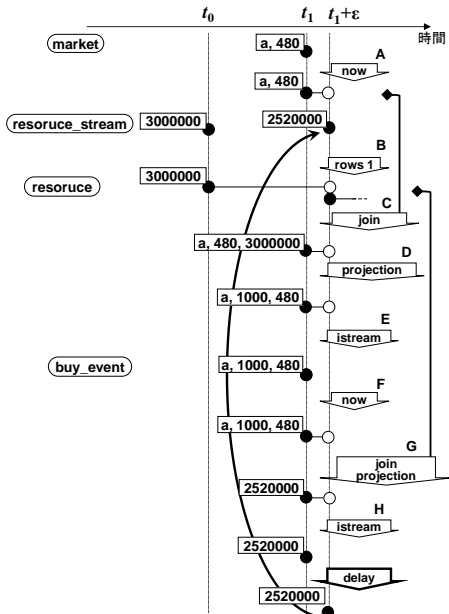 t0 t1 t1+ε
時間
market
a, 480
A
now
a, 480
resoruce_stream
3000000
2520000
B
rows 1
resoruce
3000000
C
join
a, 480, 3000000
D
projection
a, 1000, 480
E
istream
buy_event
a, 1000, 480
F
now
a, 1000, 480
G
join
projection
2520000
H
istream
2520000
delay
2520000